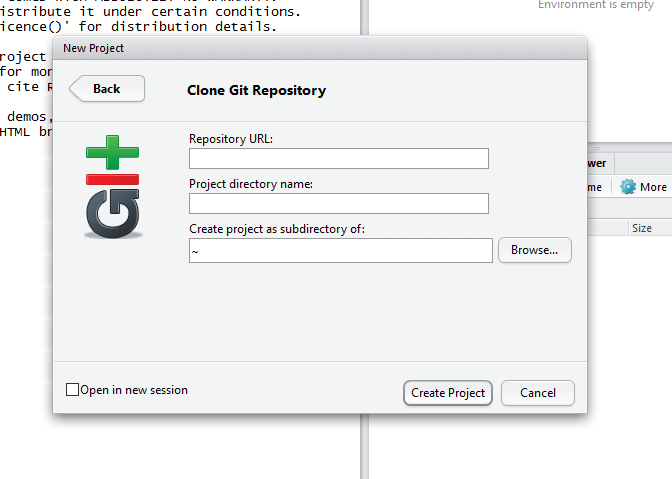 Environment is empty
istribute it under certain conditions.
icence()' for distribution details.
New Project
roject
for mor
cite R
demos,
HTML br
Back
Clone Git Repository
Repository URL:
Project directory name:
Create project as subdirectory of:
~
Browse...
wer
me
More
Size
Open in new session
Create Project
Cancel